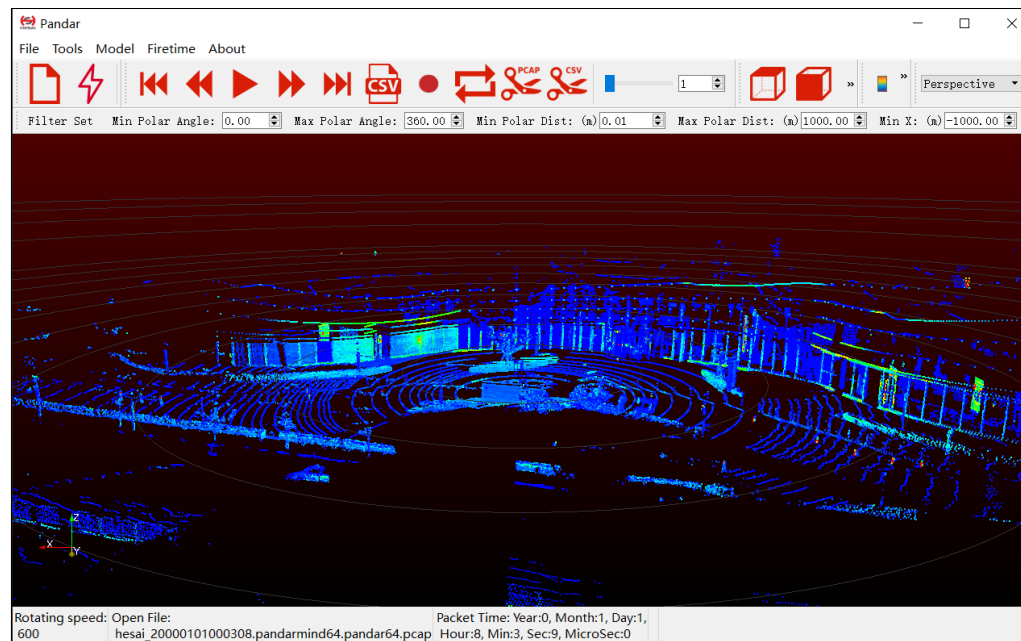 Pandar
File Tools Model Firetime About
CSV PCAP CSV 1 » » Perspective
Filter Set Min Polar Angle: 0.00 Max Polar Angle: 360.00 Min Polar Dist: (m) 0.01 Max Polar Dist: (m) 1000.00 Min X: (m) -1000.00
Z
X
Y
Rotating speed: Open File: Packet Time: Year:0, Month:1, Day:1,
600 hesai_20000101000308.pandarmind64.pandar64.pcap Hour:8, Min:3, Sec:9, MicroSec:0